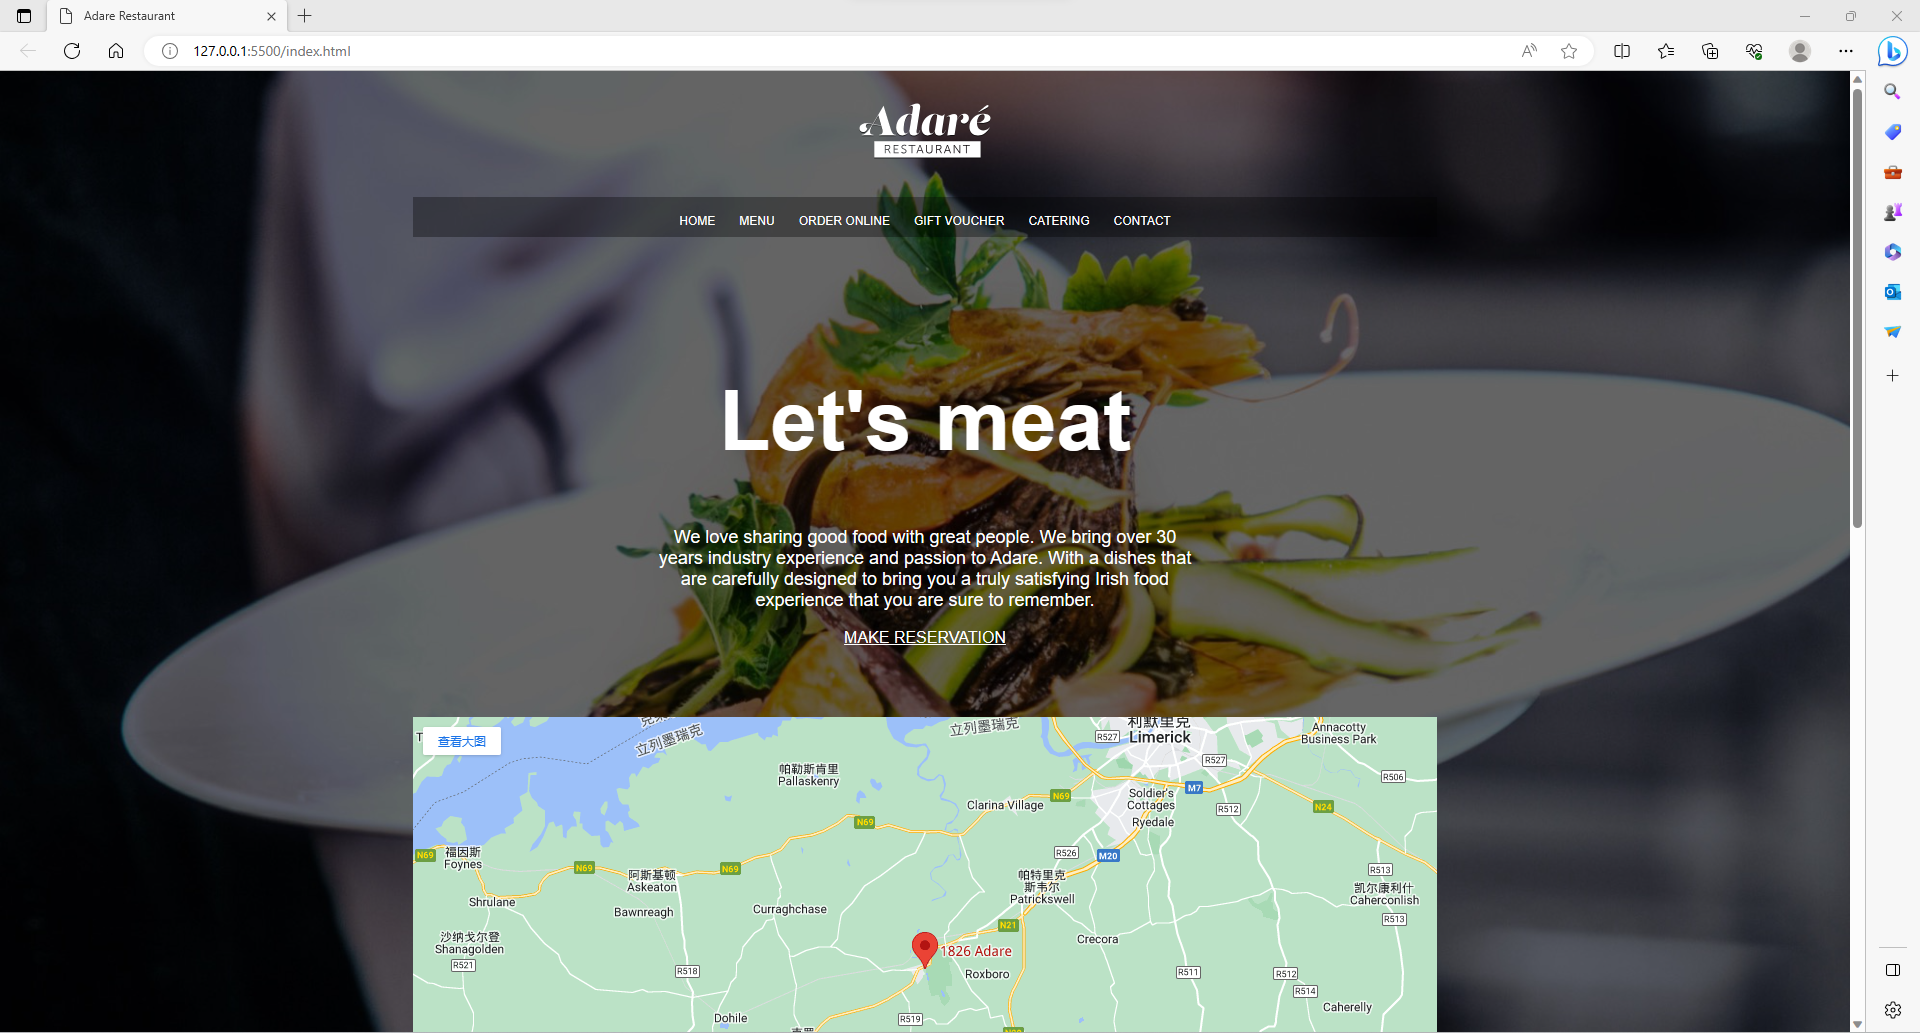 Adare Restaurant
127.0.0.1:5500/index.html
Adaré
RESTAURANT
HOME MENU ORDER ONLINE GIFT VOUCHER CATERING CONTACT
Let's meat
We love sharing good food with great people. We bring over 30
years industry experience and passion to Adare. With a dishes that
are carefully designed to bring you a truly satisfying Irish food
experience that you are sure to remember.
MAKE RESERVATION
查看大图
立列墨瑞克
立列墨瑞克
利默里克
Limerick
R527
Annacotty
Business Park
R527
R506
帕勒斯肯里
Pallaskenry
M7
Soldier's
Cottages
Clarina Village
N69
R512
N24
N69
Ryedale
N69
福因斯
Foynes
N69
N69
R526
M20
阿斯基顿
Askeaton
帕特里克
斯韦尔
Patrickswell
R513
凯尔康利什
Caherconlish
Shrulane
Bawnreagh
Curraghchase
R513
N21
沙纳戈尔登
Shanagolden
Crecora
1826 Adare
R521
R518
Roxboro
R511
R512
R514
Caherelly
Dohile
R519